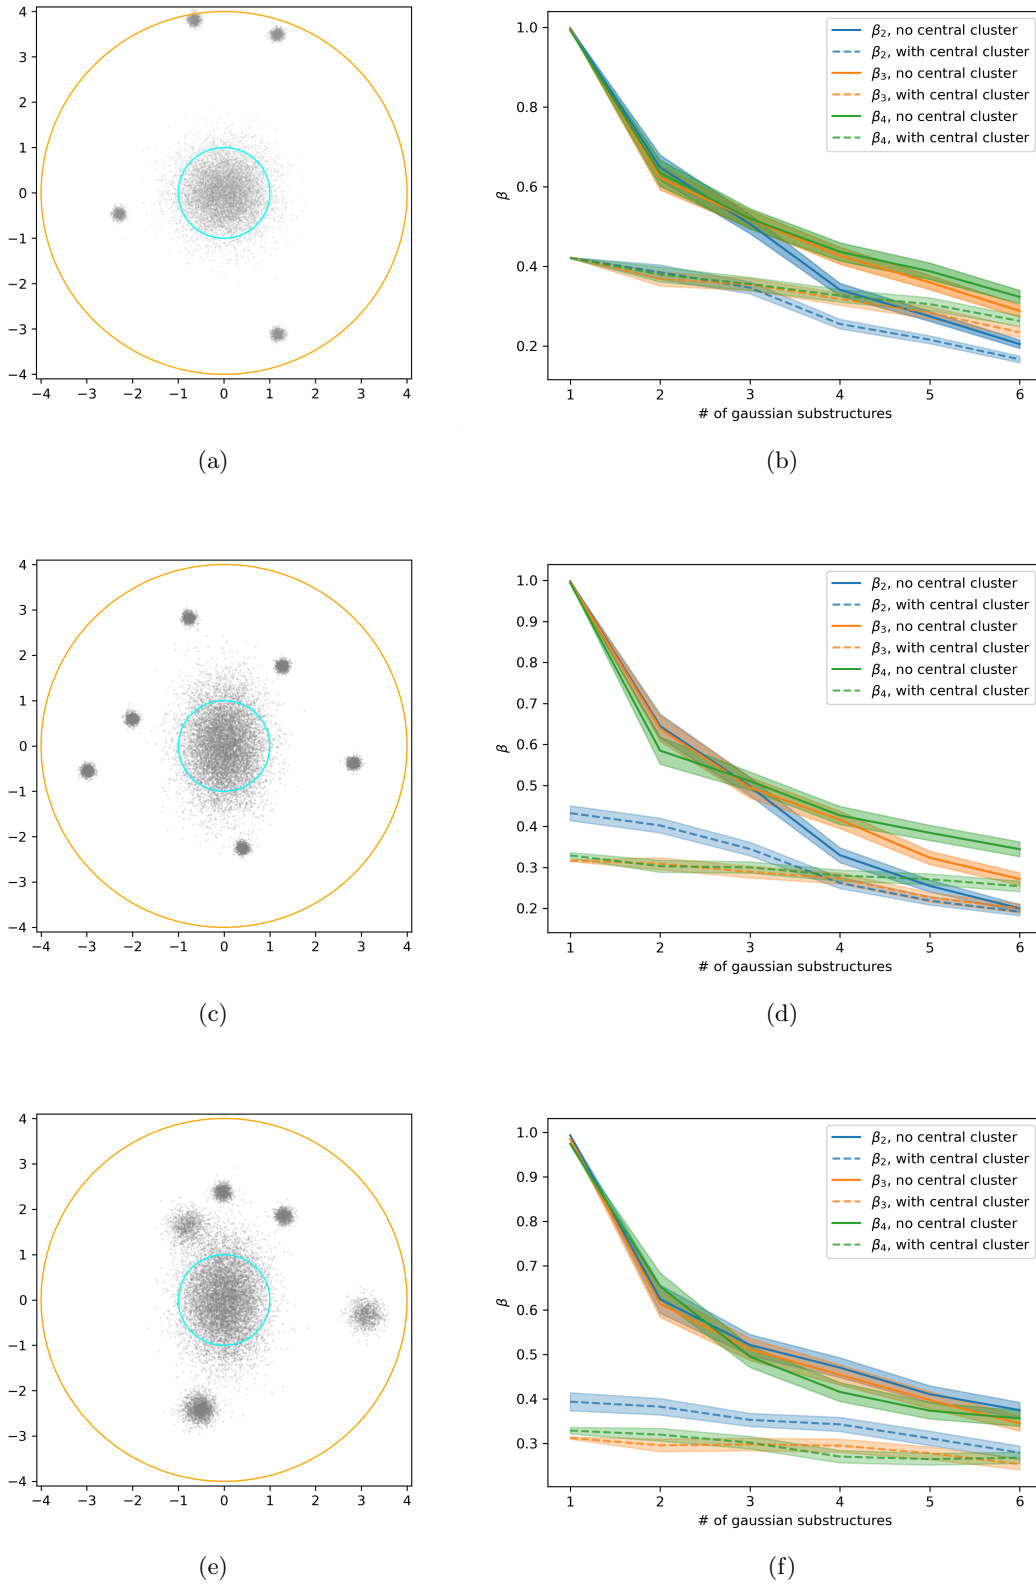 4
3
2
1
0
−1
−2
−3
−4
−4 −3 −2 −1 0 1 2 3 4
(a)
1.0
0.8
0.6
0.4
0.2
β
1 2 3 4 5 6
# of gaussian substructures
β₂, no central cluster
β₂, with central cluster
β₃, no central cluster
β₃, with central cluster
β₄, no central cluster
β₄, with central cluster
(b)
4
3
2
1
0
−1
−2
−3
−4
−4 −3 −2 −1 0 1 2 3 4
(c)
1.0
0.9
0.8
0.7
0.6
0.5
0.4
0.3
0.2
β
1 2 3 4 5 6
# of gaussian substructures
β₂, no central cluster
β₂, with central cluster
β₃, no central cluster
β₃, with central cluster
β₄, no central cluster
β₄, with central cluster
(d)
4
3
2
1
0
−1
−2
−3
−4
−4 −3 −2 −1 0 1 2 3 4
(e)
1.0
0.9
0.8
0.7
0.6
0.5
0.4
0.3
β
1 2 3 4 5 6
# of gaussian substructures
β₂, no central cluster
β₂, with central cluster
β₃, no central cluster
β₃, with central cluster
β₄, no central cluster
β₄, with central cluster
(f)